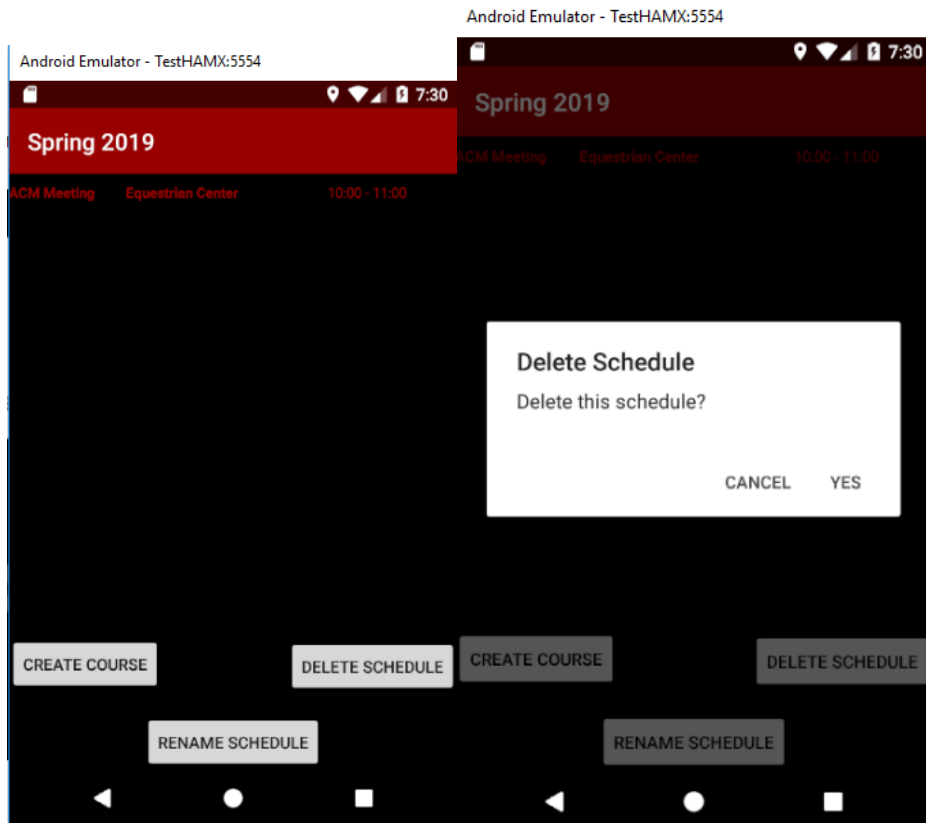 Android Emulator - TestHAMX:5554
7:30
Spring 2019
ACM Meeting Equestrian Center 10:00 - 11:00
CREATE COURSE DELETE SCHEDULE
RENAME SCHEDULE
Android Emulator - TestHAMX:5554
7:30
Spring 2019
ACM Meeting Equestrian Center 10:00 - 11:00
Delete Schedule
Delete this schedule?
CANCEL YES
CREATE COURSE DELETE SCHEDULE
RENAME SCHEDULE